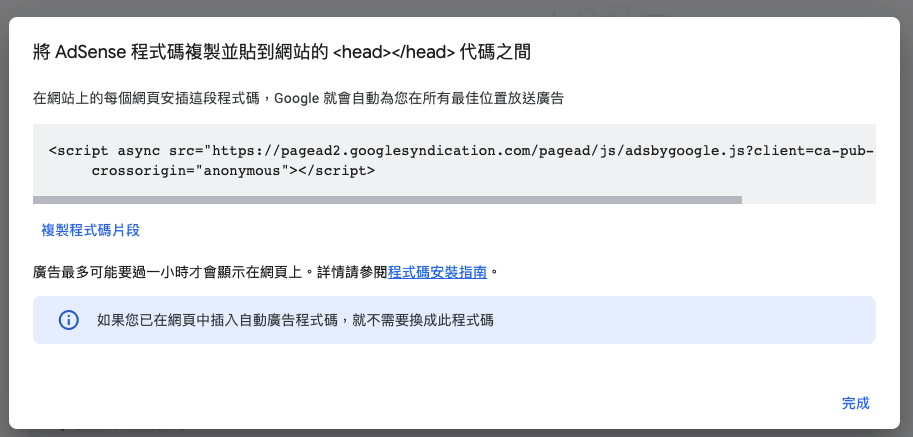 將 AdSense 程式碼複製並貼到網站的 <head></head> 代碼之間
在網站上的每個網頁安插這段程式碼，Google 就會自動為您在所有最佳位置放送廣告
<script async src="https://pagead2.googlesyndication.com/pagead/js/adsbygoogle.js?client=ca-pub-
crossorigin="anonymous"></script>
複製程式碼片段
廣告最多可能要過一小時才會顯示在網頁上。詳情請參閱程式碼安裝指南。
如果您已在網頁中插入自動廣告程式碼，就不需要換成此程式碼
完成